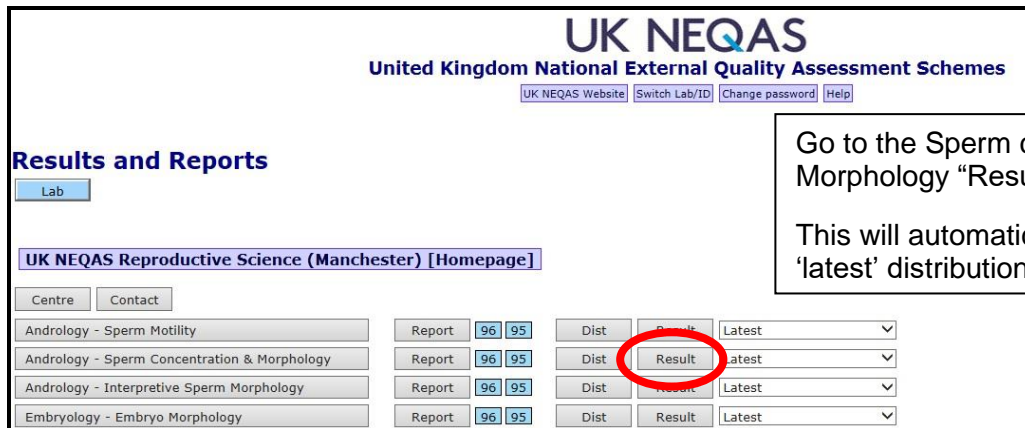 UK NEQAS
United Kingdom National External Quality Assessment Schemes
UK NEQAS Website Switch Lab/ID Change password Help
Results and Reports
Lab
Go to the Sperm
Morphology “
This will
‘latest’ distribution
UK NEQAS Reproductive Science (Manchester) [Homepage]
Centre Contact
Andrology - Sperm Motility Report 96 95 Dist Result Latest
Andrology - Sperm Concentration & Morphology Report 96 95 Dist Result Latest
Andrology - Interpretive Sperm Morphology Report 96 95 Dist Result Latest
Embryology - Embryo Morphology Report 96 95 Dist Result Latest